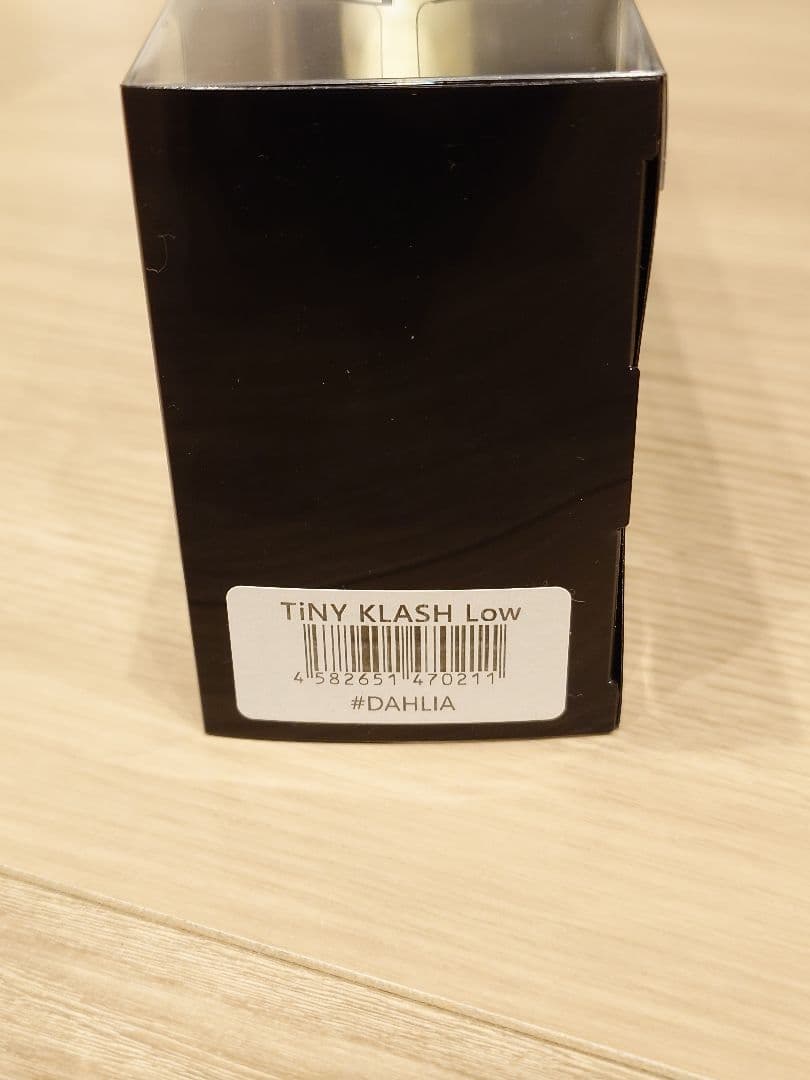 TiNY KLASH Low
4 582651 470211
#DAHLIA